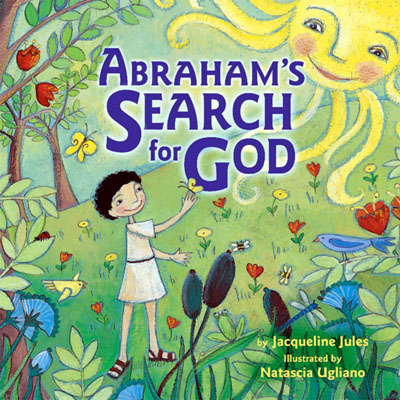 ABRAHAM'S
SEARCH
for GOD
by Jacqueline Jules
Illustrated by
Natascia Ugliano